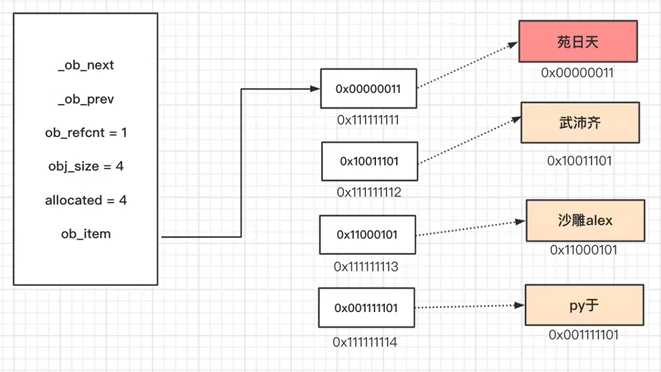 _ob_next
_ob_prev
ob_refcnt = 1
obj_size = 4
allocated = 4
ob_item
0x00000011
0x111111111
0x10011101
0x111111112
0x11000101
0x111111113
0x001111101
0x111111114
苑日天
0x00000011
武沛齐
0x10011101
沙雕alex
0x11000101
py于
0x001111101